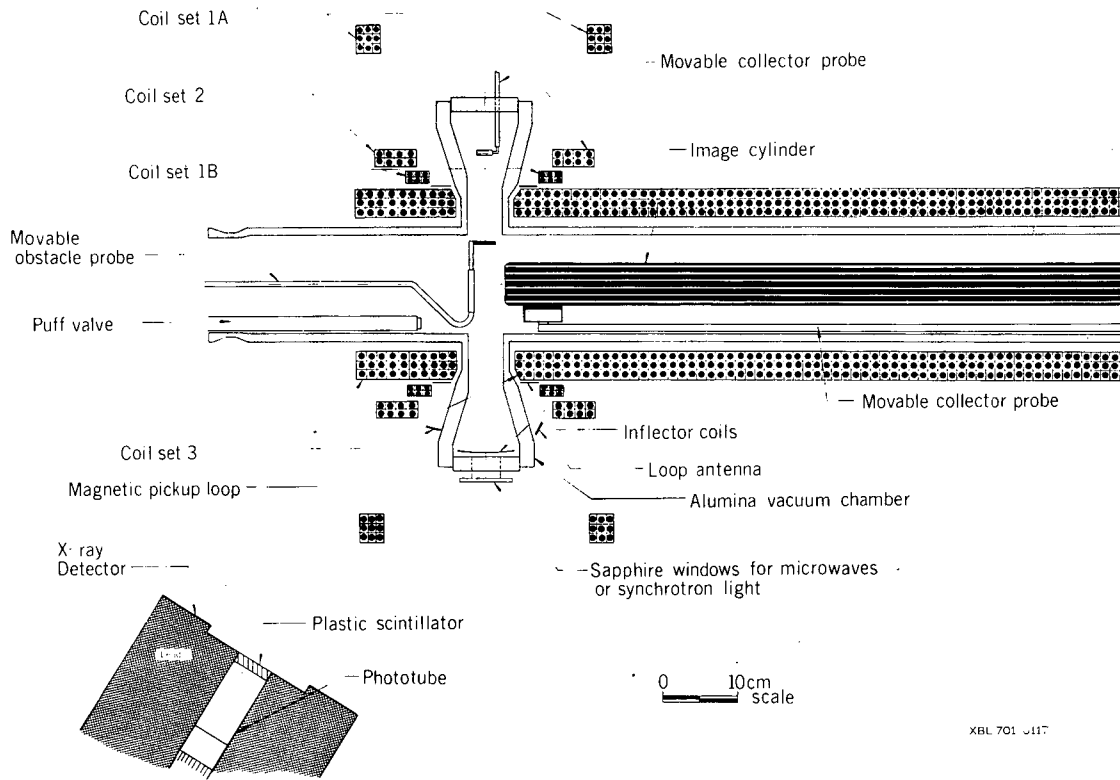 Coil set 1A
Movable collector probe
Coil set 2
Image cylinder
Coil set 1B
Movable
obstacle probe
Puff valve
Movable collector probe
Inflector coils
Coil set 3
Loop antenna
Magnetic pickup loop
Alumina vacuum chamber
X-ray
Detector
Sapphire windows for microwaves
or synchrotron light
Plastic scintillator
Phototube
0 10cm
scale
XBL 701